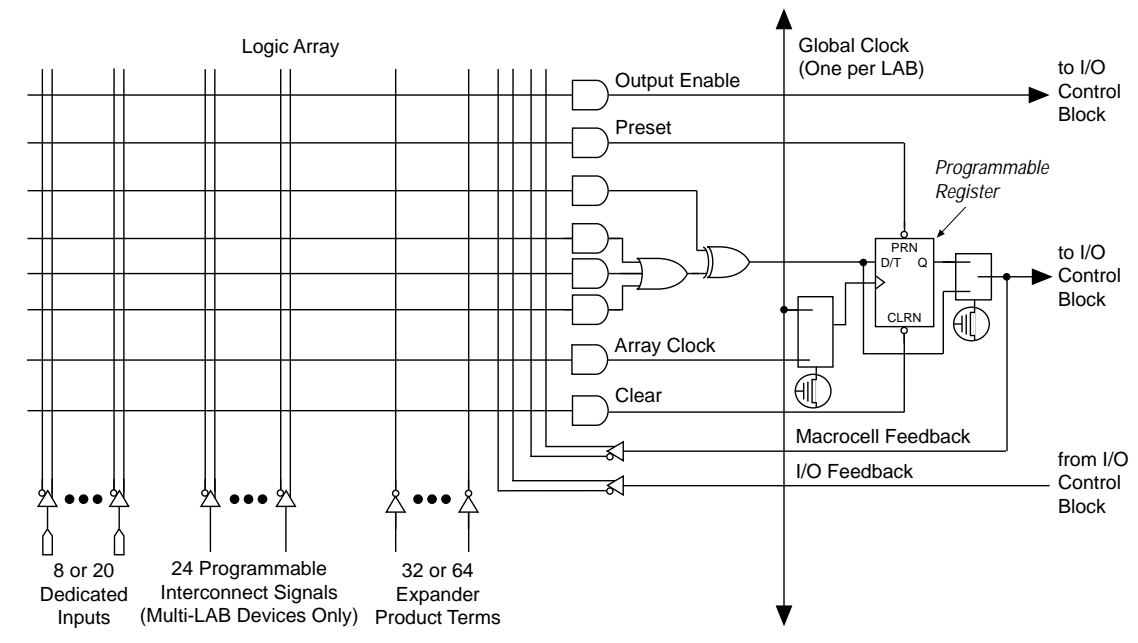 Logic Array
Global Clock
(One per LAB)
to I/O
Control
Block
Output Enable
Preset
Programmable
Register
PRN
D/T Q
CLRN
to I/O
Control
Block
Array Clock
Clear
Macrocell Feedback
I/O Feedback
from I/O
Control
Block
8 or 20
Dedicated
Inputs
24 Programmable
Interconnect Signals
(Multi-LAB Devices Only)
32 or 64
Expander
Product Terms